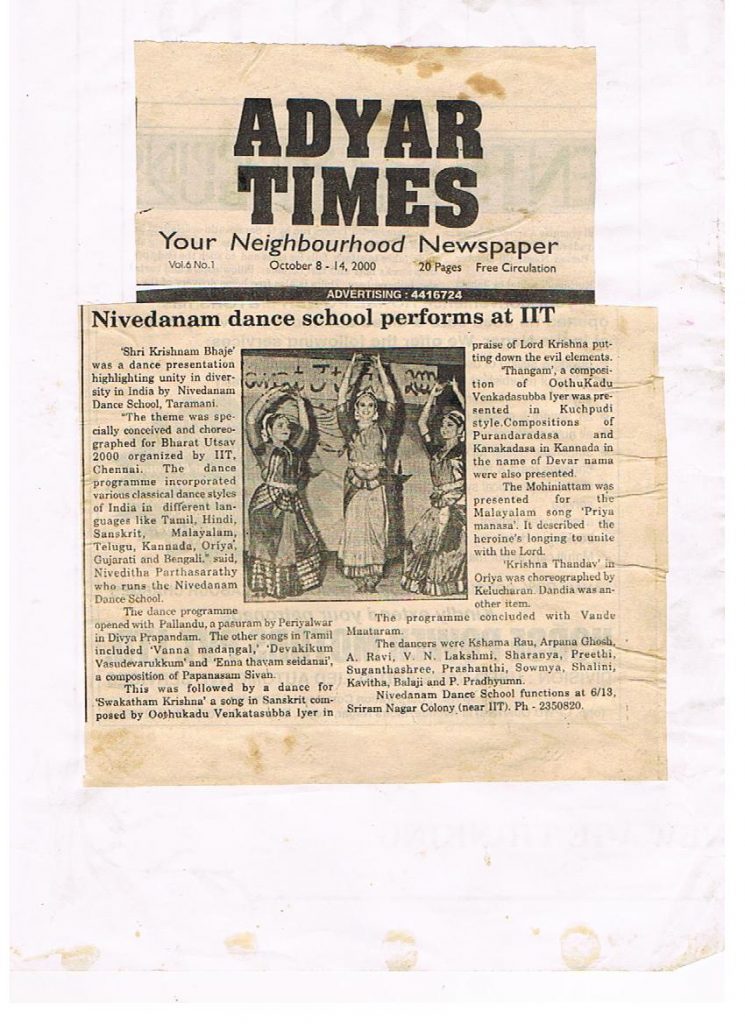 ADYAR
TIMES
Your Neighbourhood Newspaper
Vol.6 No.1 October 8 - 14, 2000 20 Pages Free Circulation
ADVERTISING : 4416724
Nivedanam dance school performs at IIT
'Shri Krishnam Bhaje'
was a dance presentation
highlighting unity in diver-
sity in India by Nivedanam
Dance School, Taramani.
"The theme was spe-
cially conceived and choreo-
graphed for Bharat Utsav
2000 organized by IIT,
Chennai. The dance
programme incorporated
various classical dance styles
of India in different lan-
guages like Tamil, Hindi,
Sanskrit, Malayalam,
Telugu, Kannada, Oriya,
Gujarati and Bengali." said,
Niveditha Parthasarathy
who runs the Nivedanam
Dance School.
The dance programme
opened with Pallandu, a pasuram by Periyalwar
in Divya Prapandam. The other songs in Tamil
included 'Vanna madangal,' 'Devakikum
Vasudevarukkum' and 'Enna thavam seidanai',
a composition of Papanasam Sivan.
This was followed by a dance for
'Swakatham Krishna' a song in Sanskrit com-
posed by Oothukadu Venkatasubba Iyer in
praise of Lord Krishna put-
ting down the evil elements.
'Thangam', a composi-
tion of OothuKadu
Venkadasubba Iyer was pre-
sented in Kuchpudi
style.Compositions of
Purandaradasa and
Kanakadasa in Kannada in
the name of Devar nama
were also presented.
The Mohiniattam was
presented for the
Malayalam song 'Priya
manasa'. It described the
heroine's longing to unite
with the Lord.
'Krishna Thandav' in
Oriya was choreographed by
Kelucharan. Dandia was an-
other item.
The programme concluded with Vande
Maataram.
The dancers were Kshama Rau, Arpana Ghosh,
A. Ravi, V. N. Lakshmi, Sharanya, Preethi,
Suganthashree, Prashanthi, Sowmya, Shalini,
Kavitha, Balaji and P. Pradhyumn.
Nivedanam Dance School functions at 6/13,
Sriram Nagar Colony (near IIT). Ph - 2350820.